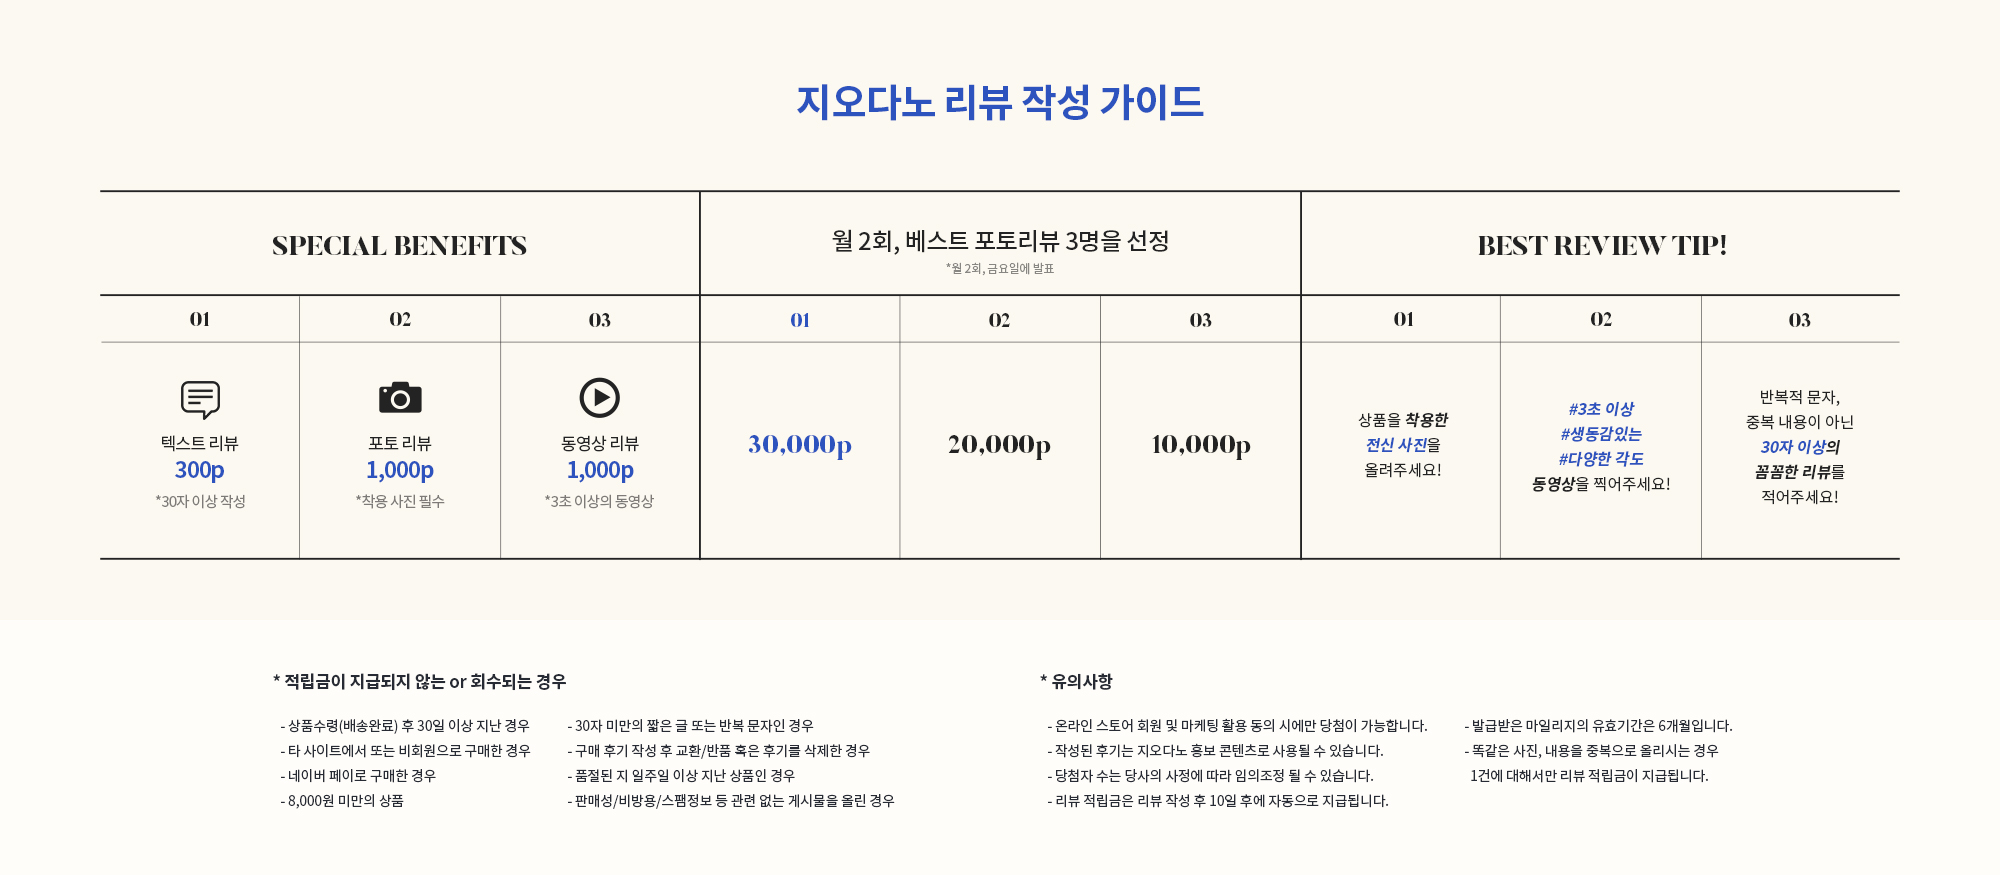 지오다노 리뷰 작성 가이드
SPECIAL BENEFITS
01
02
03
텍스트 리뷰
300p
*30자 이상 작성
포토 리뷰
1,000p
*착용 사진 필수
동영상 리뷰
1,000p
*3초 이상의 동영상
월 2회, 베스트 포토리뷰 3명을 선정
*월 2회, 금요일에 발표
01
02
03
30,000p
20,000p
10,000p
BEST REVIEW TIP!
01
02
03
상품을 착용한
전신 사진을
올려주세요!
#3초 이상
#생동감있는
#다양한 각도
동영상을 찍어주세요!
반복적 문자,
중복 내용이 아닌
30자 이상의
꼼꼼한 리뷰를
적어주세요!
* 적립금이 지급되지 않는 or 회수되는 경우
- 상품수령(배송완료) 후 30일 이상 지난 경우
- 타 사이트에서 또는 비회원으로 구매한 경우
- 네이버 페이로 구매한 경우
- 8,000원 미만의 상품
- 30자 미만의 짧은 글 또는 반복 문자인 경우
- 구매 후기 작성 후 교환/반품 혹은 후기를 삭제한 경우
- 품절된 지 일주일 이상 지난 상품인 경우
- 판매성/비방용/스팸정보 등 관련 없는 게시물을 올린 경우
* 유의사항
- 온라인 스토어 회원 및 마케팅 활용 동의 시에만 당첨이 가능합니다.
- 작성된 후기는 지오다노 홍보 콘텐츠로 사용될 수 있습니다.
- 당첨자 수는 당사의 사정에 따라 임의조정 될 수 있습니다.
- 리뷰 적립금은 리뷰 작성 후 10일 후에 자동으로 지급됩니다.
- 발급받은 마일리지의 유효기간은 6개월입니다.
- 똑같은 사진, 내용을 중복으로 올리시는 경우
1건에 대해서만 리뷰 적립금이 지급됩니다.